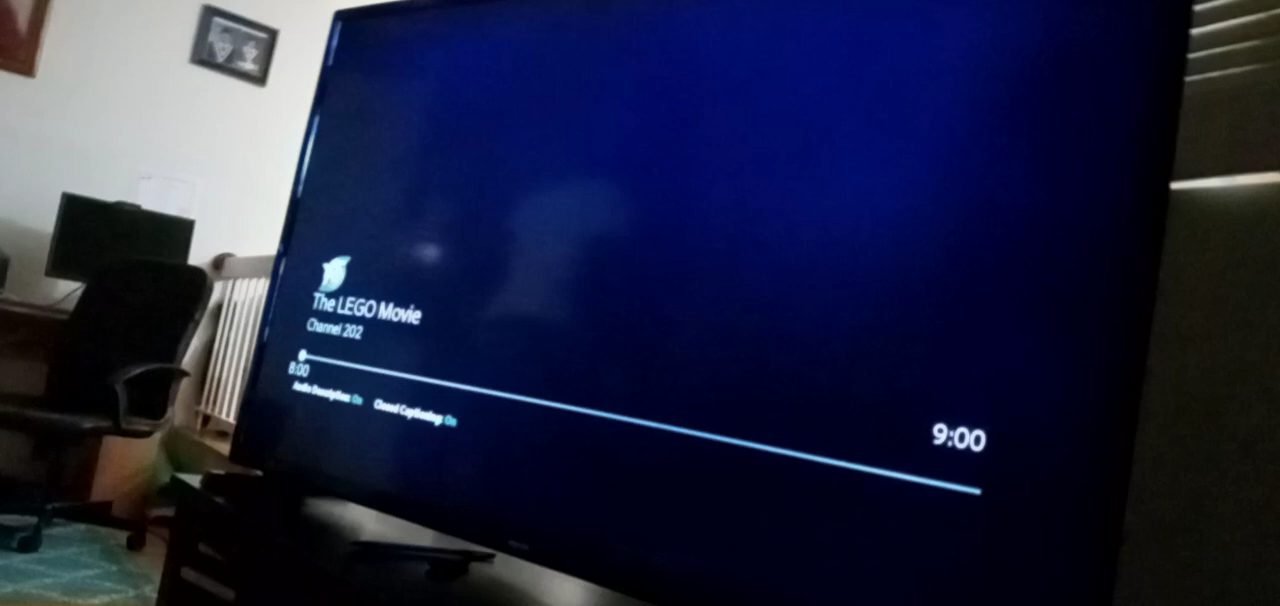 The LEGO Movie
Channel 202
8:00
9:00
Audio Description: On Closed Captioning: On